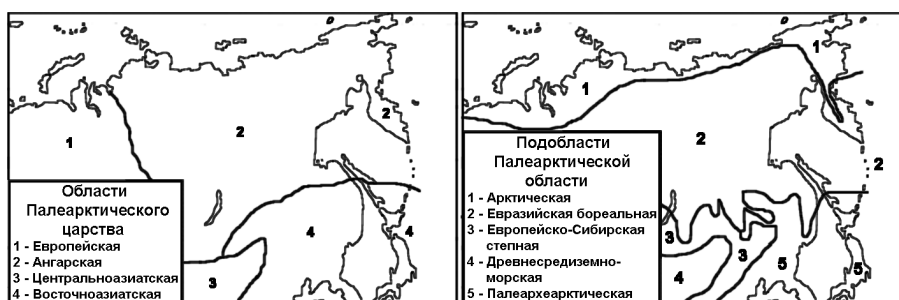 1
2
2
4
4
3
Области
Палеарктического
царства
1 - Европейская
2 - Ангарская
3 - Центральноазиатская
4 - Восточноазиатская
1
1
2
2
3
3
4
5
5
Подобласти
Палеарктической
области
1 - Арктическая
2 - Евразийская бореальная
3 - Европейско-Сибирская
степная
4 - Древнесредиземно-
морская
5 - Палеархеарктическая